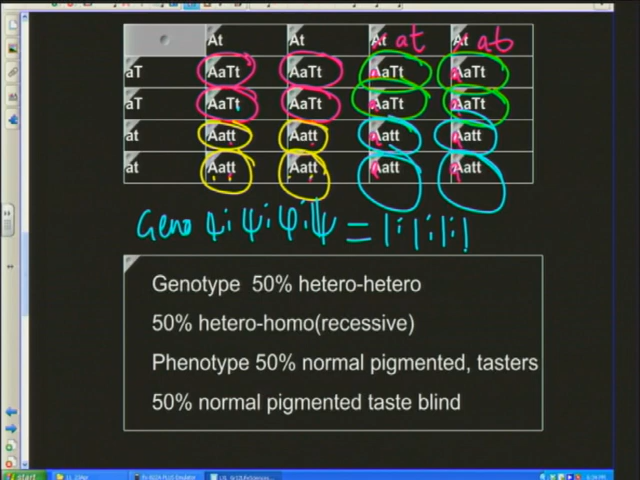 At At At at At at
aT AaTt AaTt AaTt AaTt
aT AaTt AaTt AaTt AaTt
at Aatt Aatt Aatt Aatt
at Aatt Aatt Aatt Aatt
Geno 4:4:4:4 = 1:1:1:1
Genotype 50% hetero-hetero
50% hetero-homo(recessive)
Phenotype 50% normal pigmented, tasters
50% normal pigmented taste blind
start